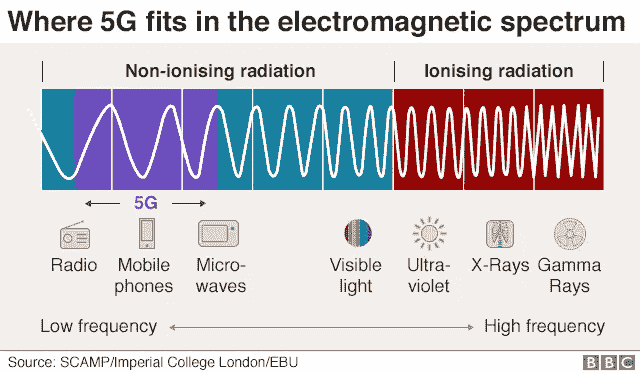 Where 5G fits in the electromagnetic spectrum
Non-ionising radiation
Ionising radiation
5G
Radio
Mobile
phones
Micro-
waves
Visible
light
Ultra-
violet
X-Rays
Gamma
Rays
Low frequency
High frequency
Source: SCAMP/Imperial College London/EBU
BBC